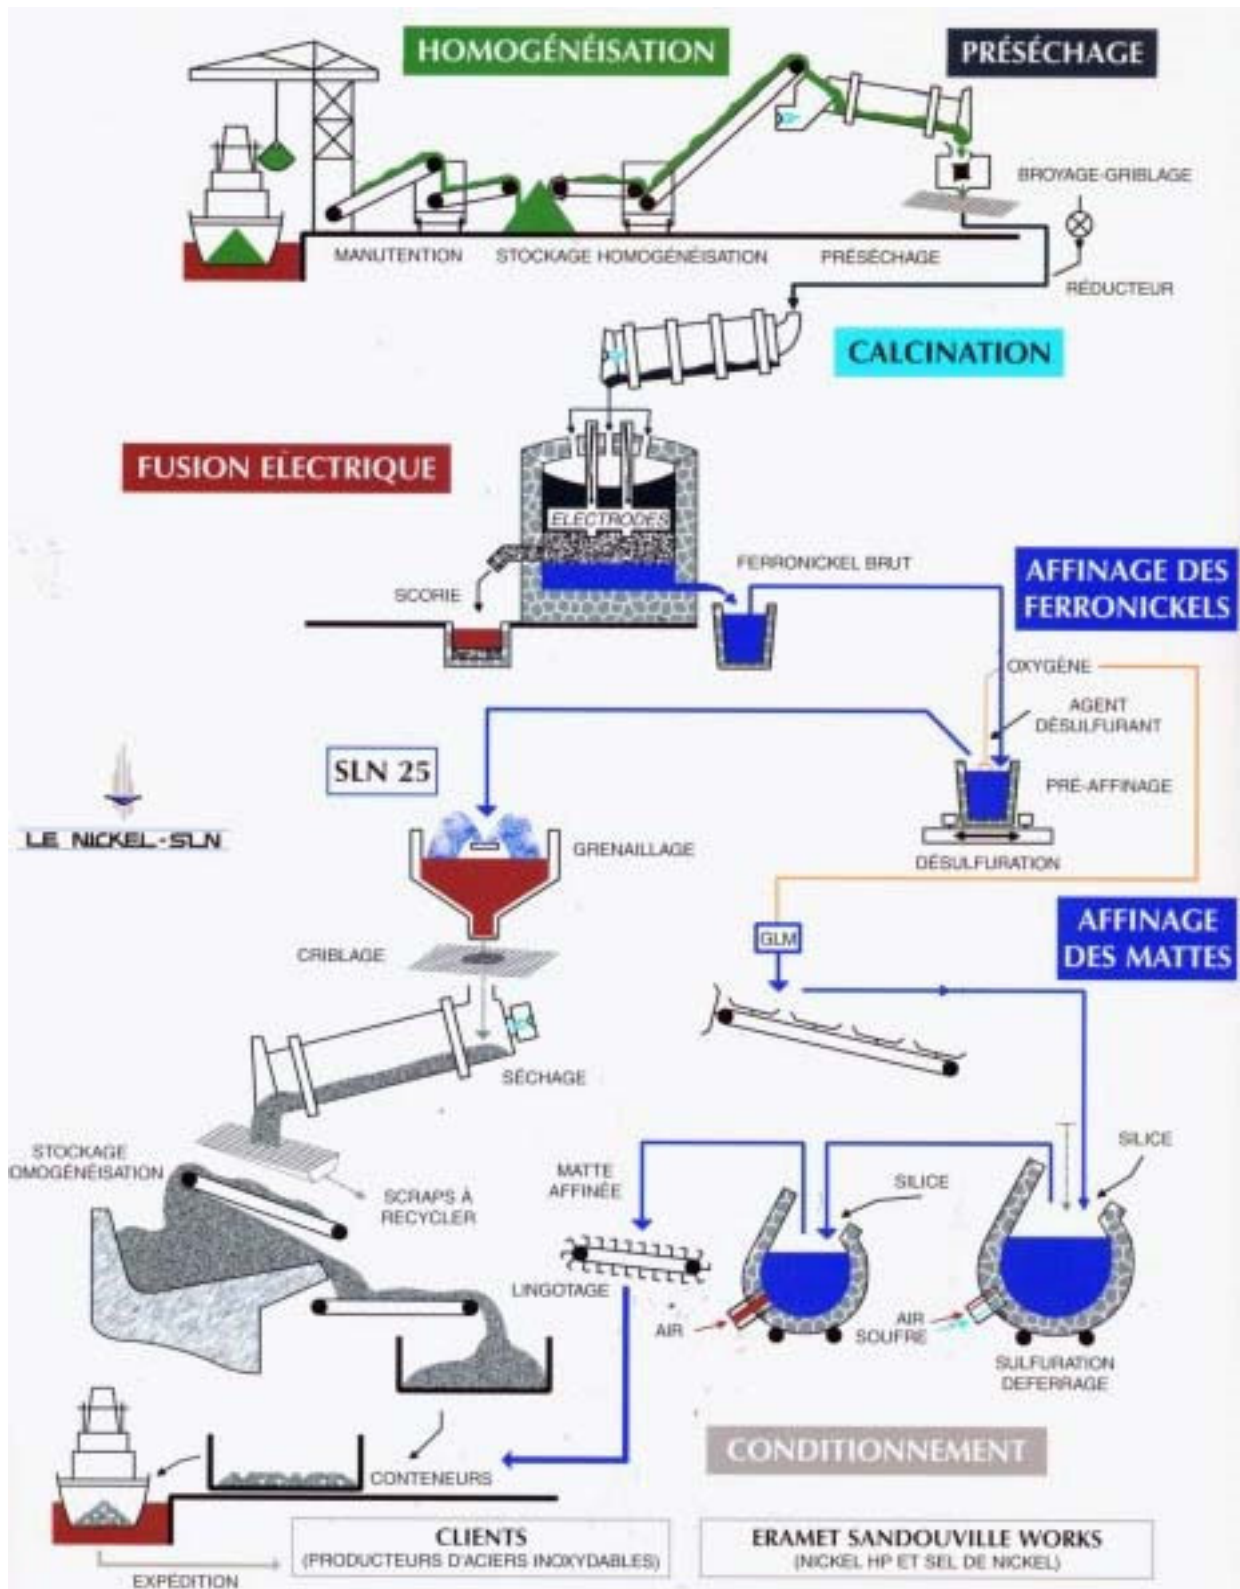 HOMOGÉNÉISATION
PRÉSÉCHAGE
BROYAGE-GRIBLAGE
MANUTENTION
STOCKAGE HOMOGÉNÉISATION
PRÉSÉCHAGE
RÉDUCTEUR
CALCINATION
FUSION ELECTRIQUE
ELECTRODES
FERRONICKEL BRUT
SCORIE
AFFINAGE DES
FERRONICKELS
OXYGÈNE
AGENT
DÉSULFURANT
SLN 25
PRÉ-AFFINAGE
LE NICKEL-SLN
GRENAILLAGE
DÉSULFURATION
AFFINAGE
DES MATTES
GLM
CRIBLAGE
SÉCHAGE
STOCKAGE
OMOGÉNÉISATION
SCRAPS À
RECYCLER
MATTE
AFFINÉE
SILICE
SILICE
LINGOTAGE
AIR
AIR
SOUFRE
SULFURATION
DEFERRAGE
CONDITIONNEMENT
CONTENEURS
CLIENTS
(PRODUCTEURS D'ACIERS INOXYDABLES)
ERAMET SANDOUVILLE WORKS
(NICKEL HP ET SEL DE NICKEL)
EXPÉDITION